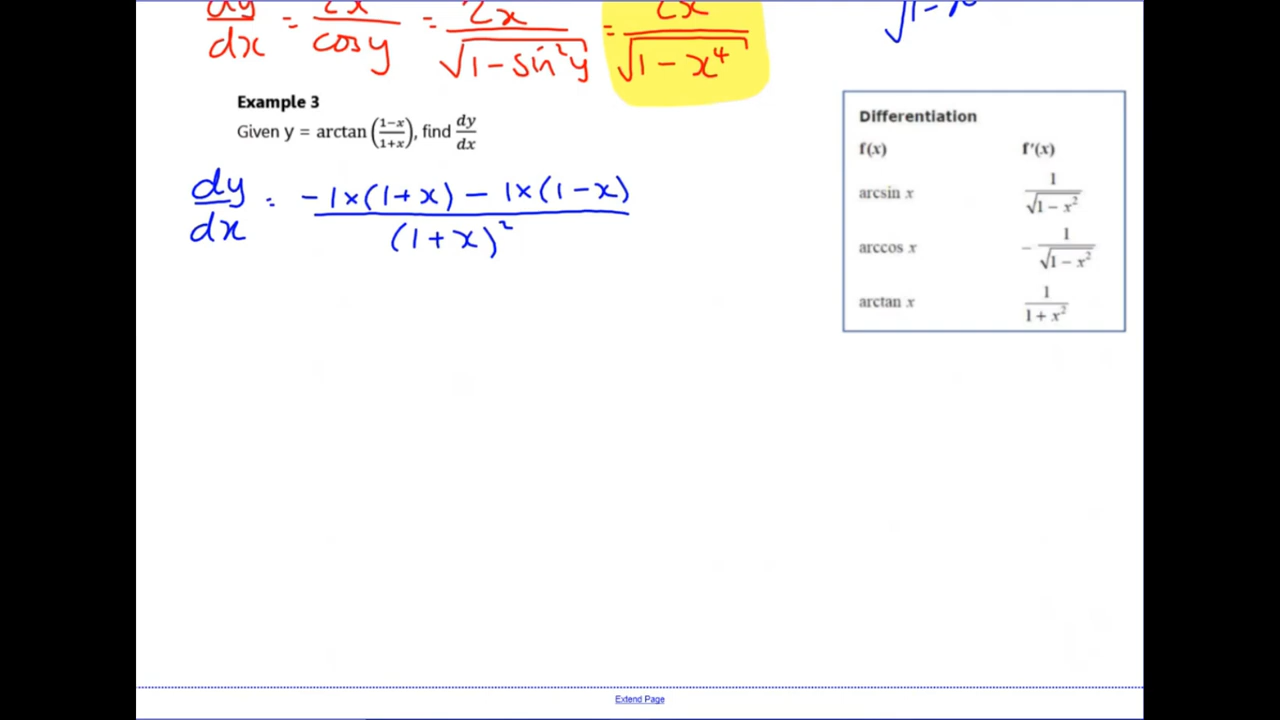 dy/dx = 2x/cosy = 2x/√(1-sin²y) = 2x/√(1-x⁴)
√1-x
Example 3
Given y = arctan ((1−x)/(1+x)), find dy/dx
dy/dx = (-1×(1+x) - 1×(1-x))/(1+x)²
Differentiation
f(x) f'(x)
arcsin x 1/√(1 − x²)
arccos x − 1/√(1 − x²)
arctan x 1/(1 + x²)
Extend Page